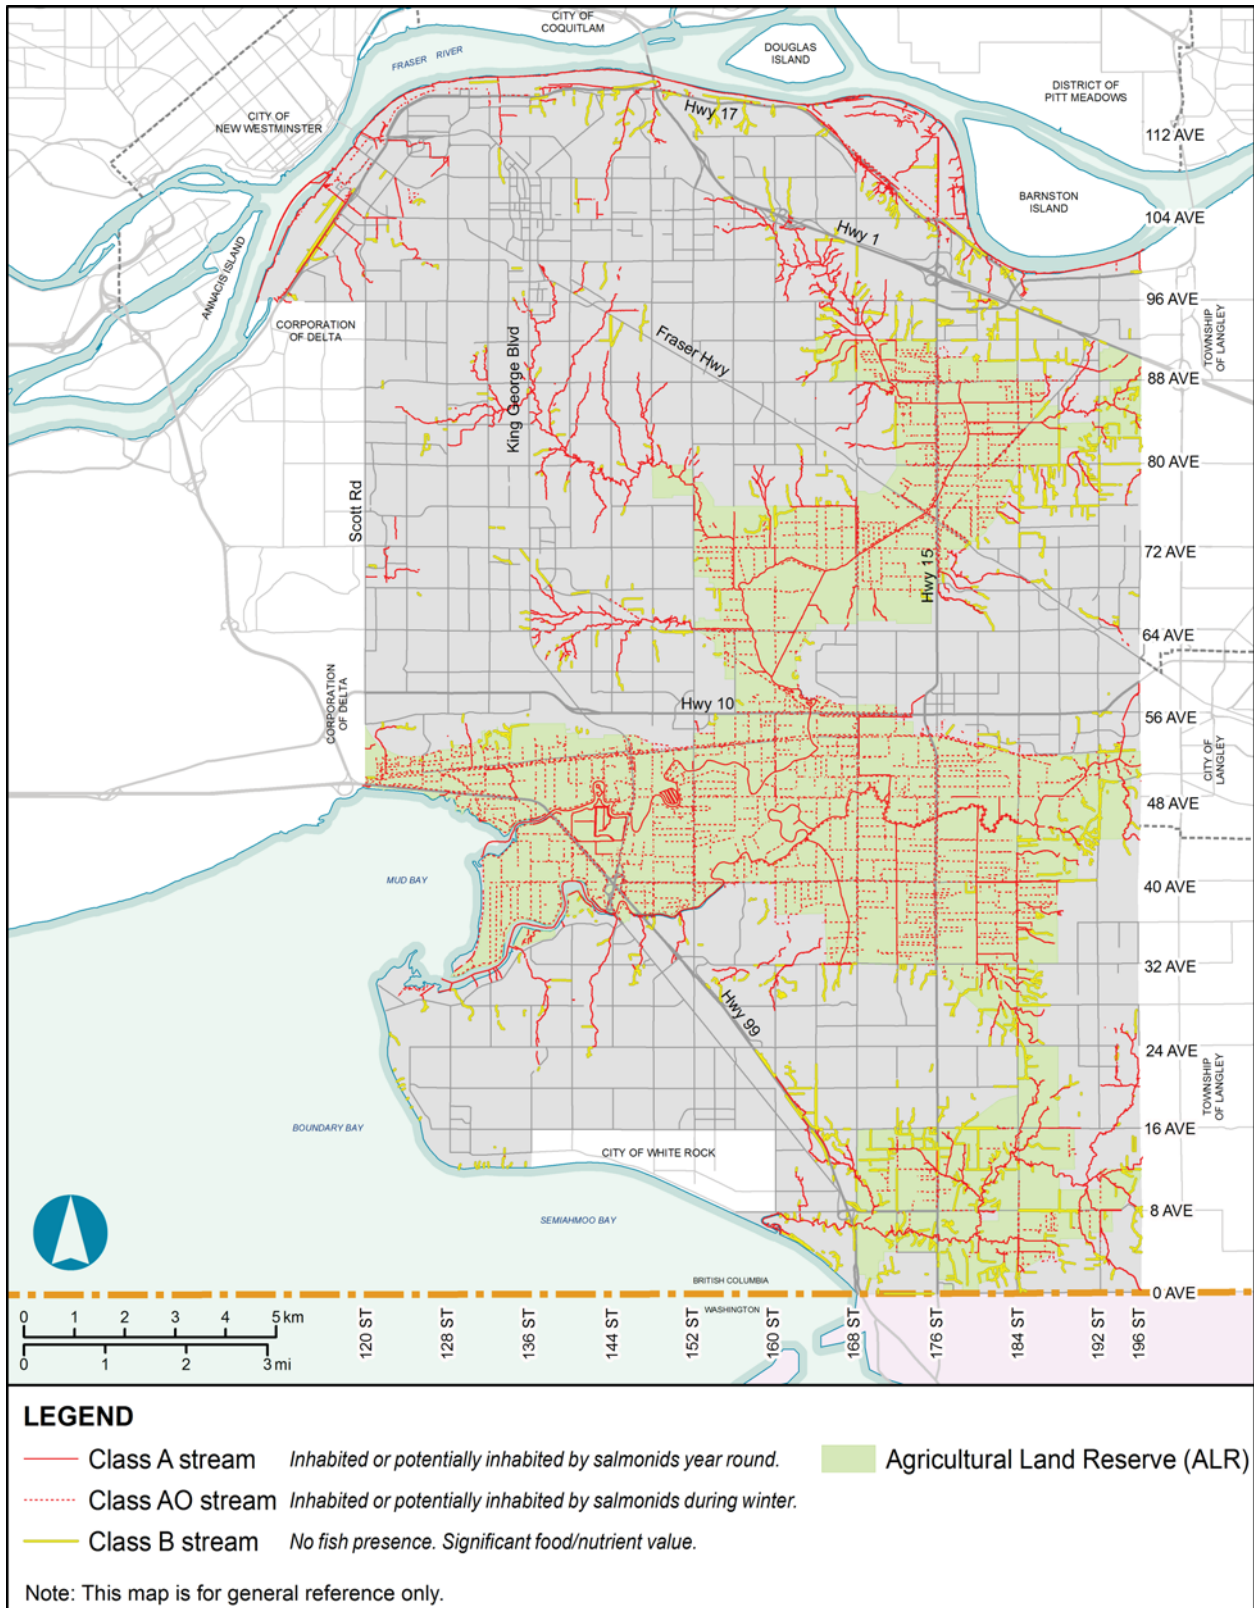 CITY OF
COQUITLAM
DOUGLAS
ISLAND
FRASER RIVER
DISTRICT OF
PITT MEADOWS
CITY OF
NEW WESTMINSTER
Hwy 17
112 AVE
BARNSTON
ISLAND
104 AVE
Hwy 1
ANNACIS ISLAND
96 AVE
CORPORATION
OF DELTA
King George Blvd
Fraser Hwy
TOWNSHIP
OF LANGLEY
88 AVE
80 AVE
Scott Rd
72 AVE
Hwy 15
64 AVE
CORPORATION
OF DELTA
Hwy 10
56 AVE
CITY OF
LANGLEY
48 AVE
MUD BAY
40 AVE
32 AVE
Hwy 99
24 AVE
TOWNSHIP
OF LANGLEY
BOUNDARY BAY
16 AVE
CITY OF WHITE ROCK
8 AVE
SEMIAHMOO BAY
BRITISH COLUMBIA
0 AVE
WASHINGTON
0 1 2 3 4 5 km
0 1 2 3 mi
120 ST
128 ST
136 ST
144 ST
152 ST
160 ST
168 ST
176 ST
184 ST
192 ST
196 ST
LEGEND
Class A stream Inhabited or potentially inhabited by salmonids year round.
Agricultural Land Reserve (ALR)
Class AO stream Inhabited or potentially inhabited by salmonids during winter.
Class B stream No fish presence. Significant food/nutrient value.
Note: This map is for general reference only.